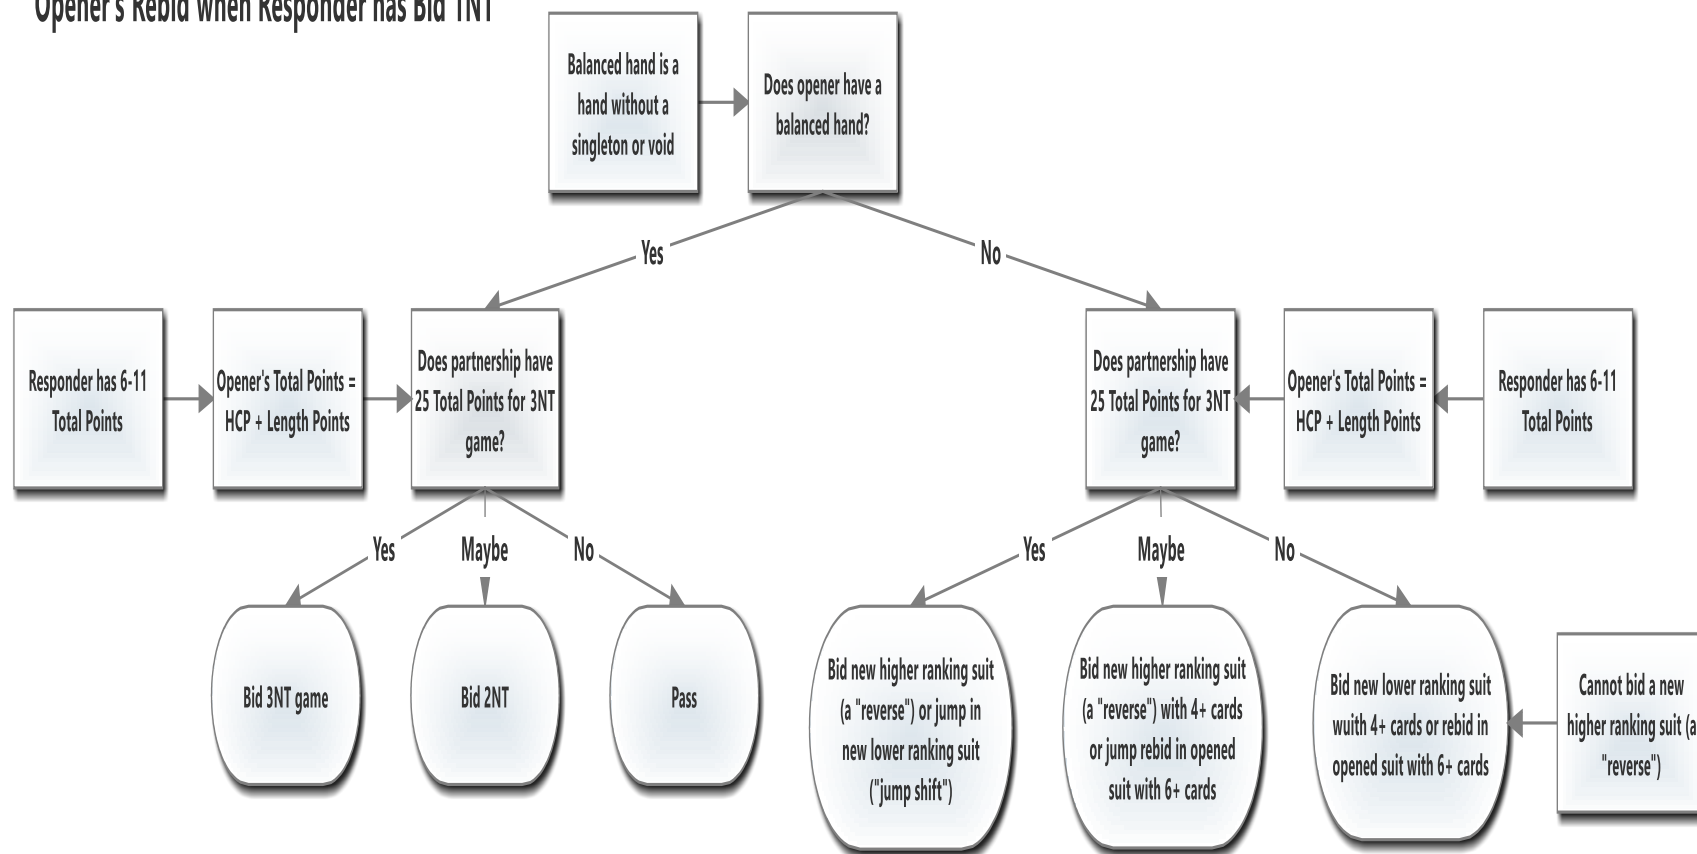 Opener's Rebid when Responder has Bid 1NT
Balanced hand is a
hand without a
singleton or void
Does opener have a
balanced hand?
Yes
No
Responder has 6-11
Total Points
Opener's Total Points =
HCP + Length Points
Does partnership have
25 Total Points for 3NT
game?
Does partnership have
25 Total Points for 3NT
game?
Opener's Total Points =
HCP + Length Points
Responder has 6-11
Total Points
Yes
Maybe
No
Yes
Maybe
No
Bid 3NT game
Bid 2NT
Pass
Bid new higher ranking suit
(a "reverse") or jump in
new lower ranking suit
("jump shift")
Bid new higher ranking suit
(a "reverse") with 4+ cards
or jump rebid in opened
suit with 6+ cards
Bid new lower ranking suit
wuith 4+ cards or rebid in
opened suit with 6+ cards
Cannot bid a new
higher ranking suit (a
"reverse")